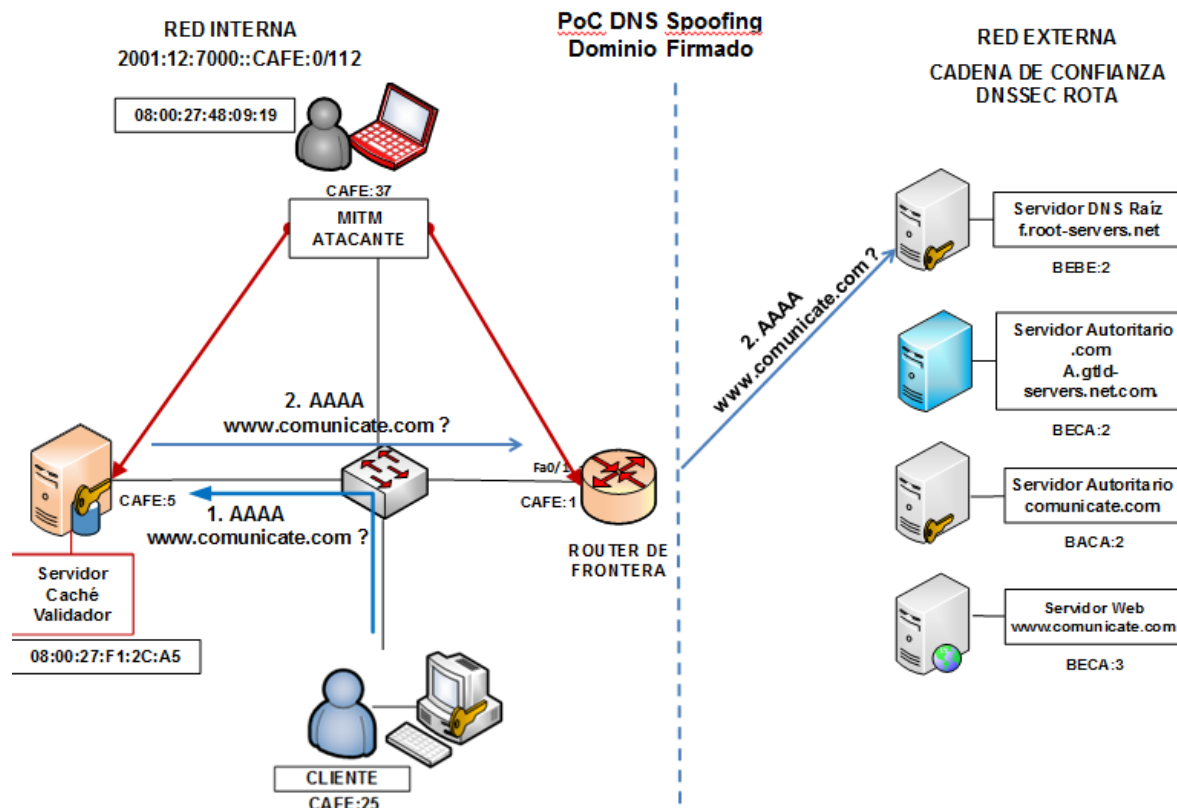 PoC DNS Spoofing
Dominio Firmado
RED INTERNA
2001:12:7000::CAFE:0/112
08:00:27:48:09:19
CAFE:37
MITM
ATACANTE
2. AAAA
www.comunicate.com ?
CAFE:5
1. AAAA
www.comunicate.com ?
Servidor
Caché
Validador
08:00:27:F1:2C:A5
Fa0/1
CAFE:1
ROUTER DE
FRONTERA
CLIENTE
CAFE:25
2. AAAA
www.comunicate.com ?
RED EXTERNA
CADENA DE CONFIANZA
DNSSEC ROTA
Servidor DNS Raíz
f.root-servers.net
BEBE:2
Servidor Autoritario
.com
A.gtld-
servers.net.com.
BECA:2
Servidor Autoritario
comunicate.com
BACA:2
Servidor Web
www.comunicate.com
BECA:3